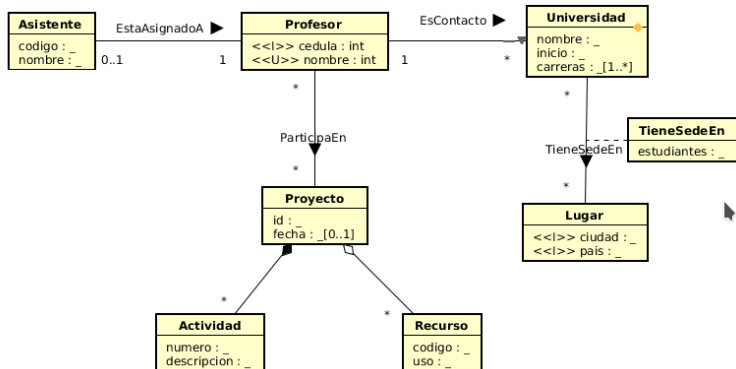 Asistente
codigo : _
nombre : _
EstaAsignadoA
0..1
1
Profesor
<<I>> cedula : int
<<U>> nombre : int
EsContacto
1
*
Universidad
nombre : _
inicio : _
carreras : _[1..*]
*
*
ParticipaEn
*
TieneSedeEn
*
TieneSedeEn
estudiantes : _
Proyecto
id : _
fecha : _[0..1]
Lugar
<<I>> ciudad : _
<<I>> pais : _
*
*
Actividad
numero : _
descripcion : _
Recurso
codigo : _
uso : _